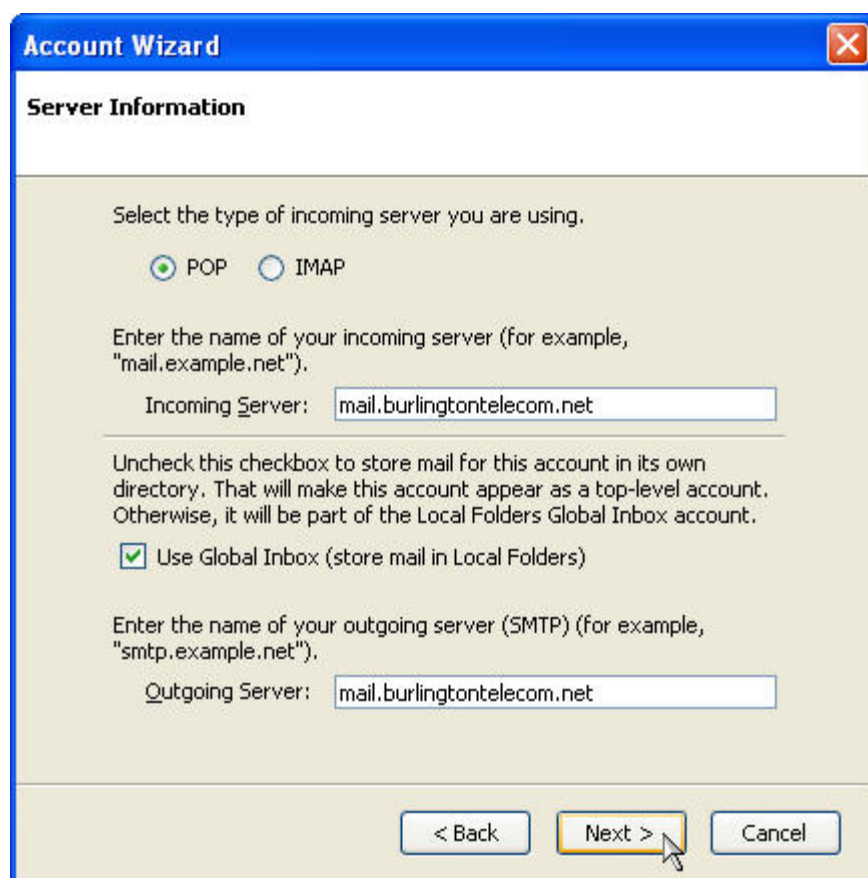 Account Wizard
Server Information
Select the type of incoming server you are using.
POP IMAP
Enter the name of your incoming server (for example,
"mail.example.net").
Incoming Server: mail.burlingtontelecom.net
Uncheck this checkbox to store mail for this account in its own
directory. That will make this account appear as a top-level account.
Otherwise, it will be part of the Local Folders Global Inbox account.
Use Global Inbox (store mail in Local Folders)
Enter the name of your outgoing server (SMTP) (for example,
"smtp.example.net").
Outgoing Server: mail.burlingtontelecom.net
< Back Next > Cancel